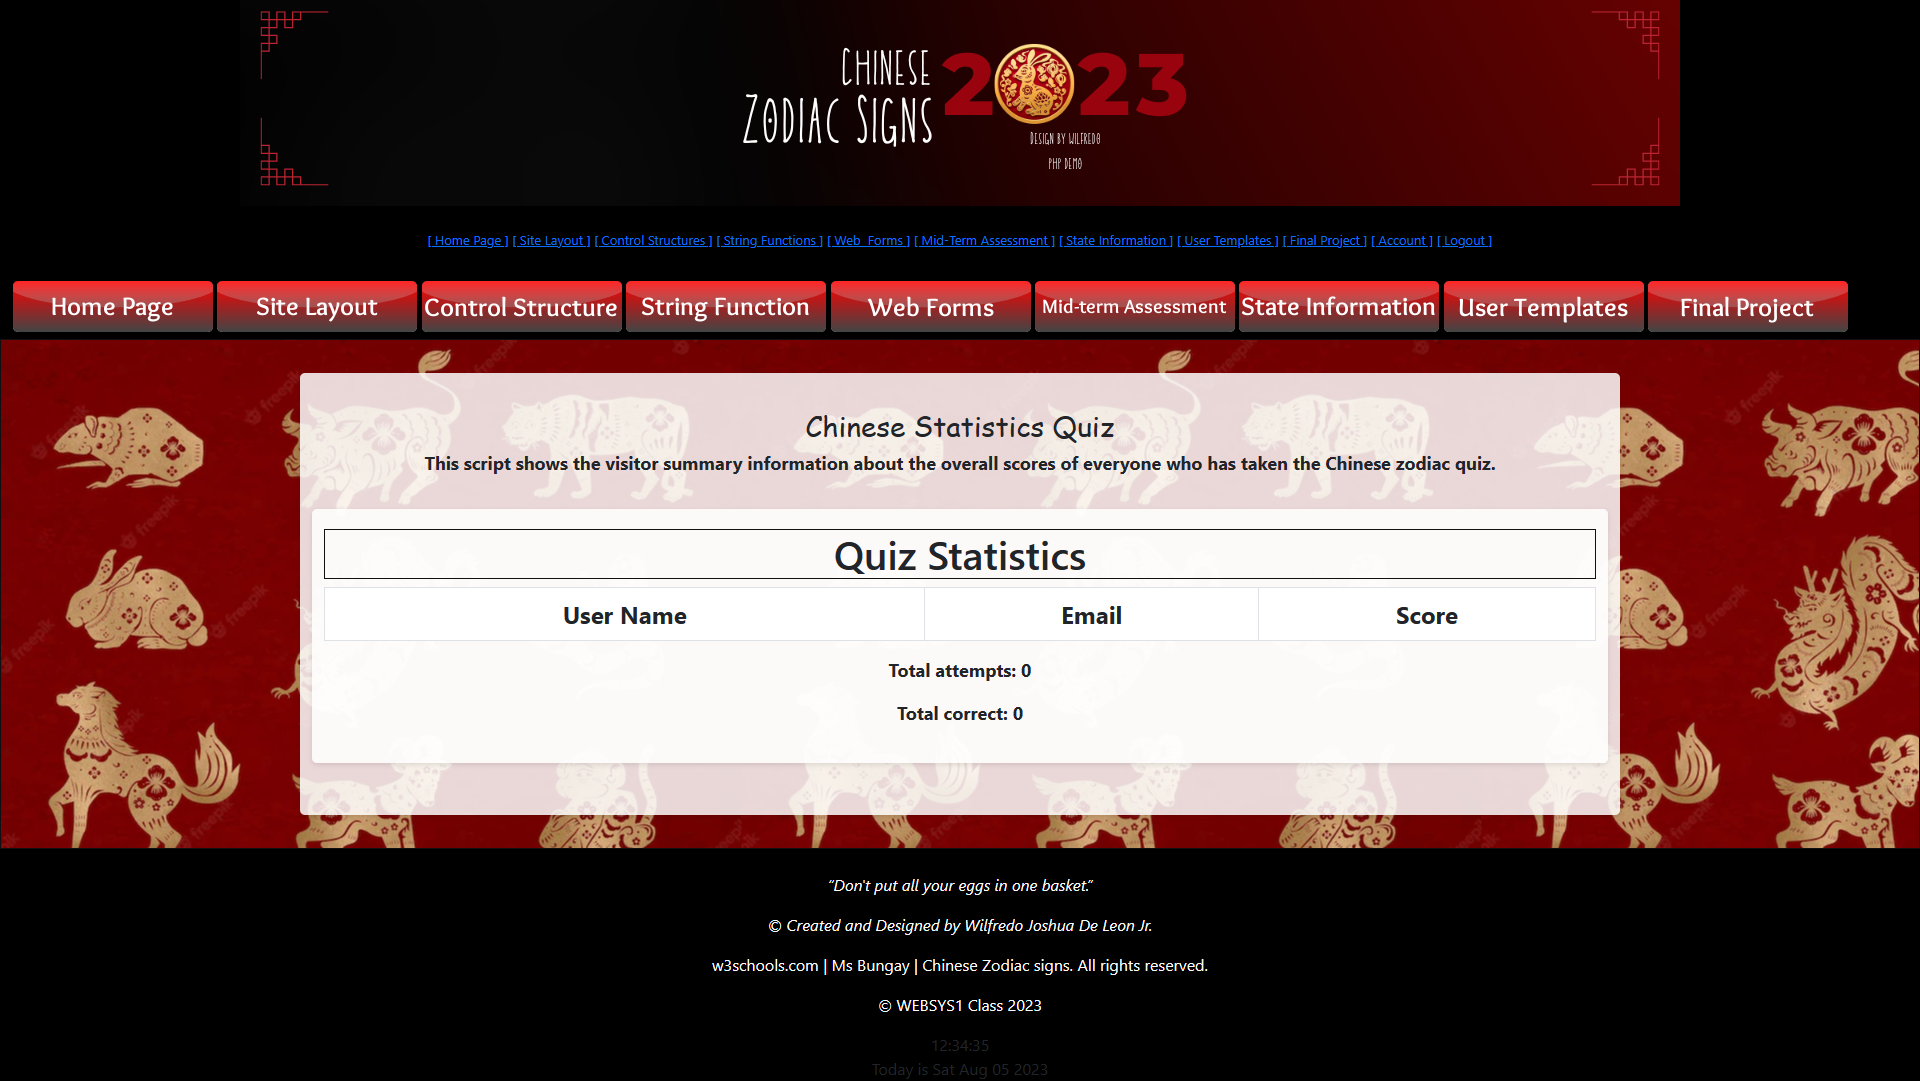 Chinese
Zodiac Signs
2023
Design by Wilfredo
PHP Demo
[ Home Page ] [ Site Layout ] [ Control Structures ] [ String Functions ] [ Web Forms ] [ Mid-Term Assessment ] [ State Information ] [ User Templates ] [ Final Project ] [ Account ] [ Logout ]
Home Page Site Layout Control Structure String Function Web Forms Mid-term Assessment State Information User Templates Final Project
Chinese Statistics Quiz
This script shows the visitor summary information about the overall scores of everyone who has taken the Chinese zodiac quiz.
Quiz Statistics
User Name Email Score
Total attempts: 0
Total correct: 0
“Don't put all your eggs in one basket.”
© Created and Designed by Wilfredo Joshua De Leon Jr.
w3schools.com | Ms Bungay | Chinese Zodiac signs. All rights reserved.
© WEBSYS1 Class 2023
12:34:35
Today is Sat Aug 05 2023